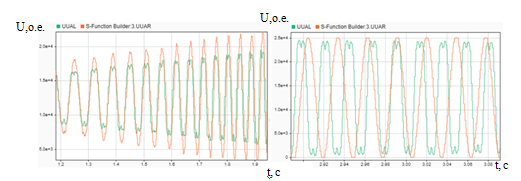 U,o.e.
UUAL S-Function Builder:3.UUAR
2.0e+4
1.5e+4
1.0e+4
5.0e+3
1.2 1.3 1.4 1.5 1.6 1.7 1.8 1.9
t, c
U,o.e.
UUAL S-Function Builder:3.UUAR
2.5e+4
2.0e+4
1.5e+4
1.0e+4
5.0e+3
0
2.92 2.94 2.96 2.98 3.00 3.02 3.04 3.06 3.08
t, c